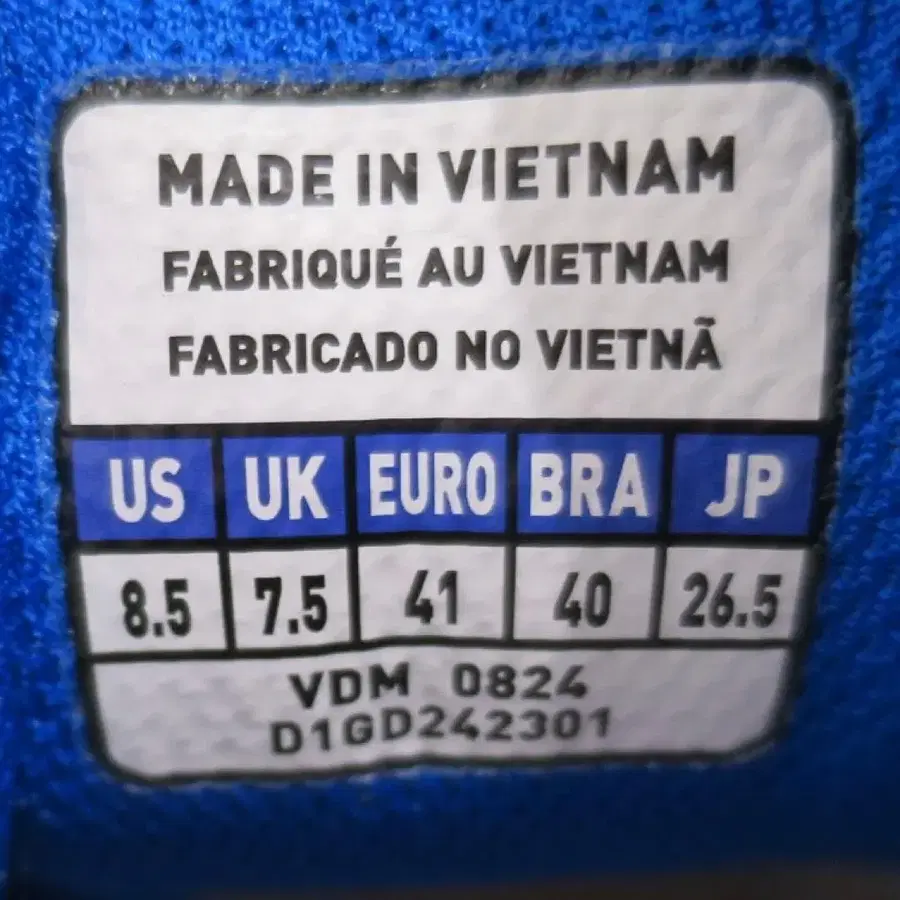 MADE IN VIETNAM
FABRIQUÉ AU VIETNAM
FABRICADO NO VIETNÃ
US UK EURO BRA JP
8.5 7.5 41 40 26.5
VDM 0824
D1GD242301